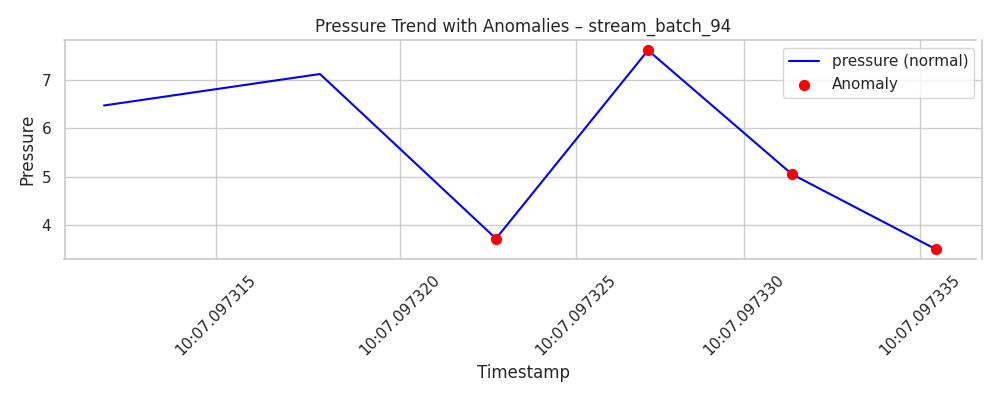 Pressure Trend with Anomalies – stream_batch_94
pressure (normal)
Anomaly
Pressure
7
6
5
4
10:07.097315
10:07.097320
10:07.097325
10:07.097330
10:07.097335
Timestamp